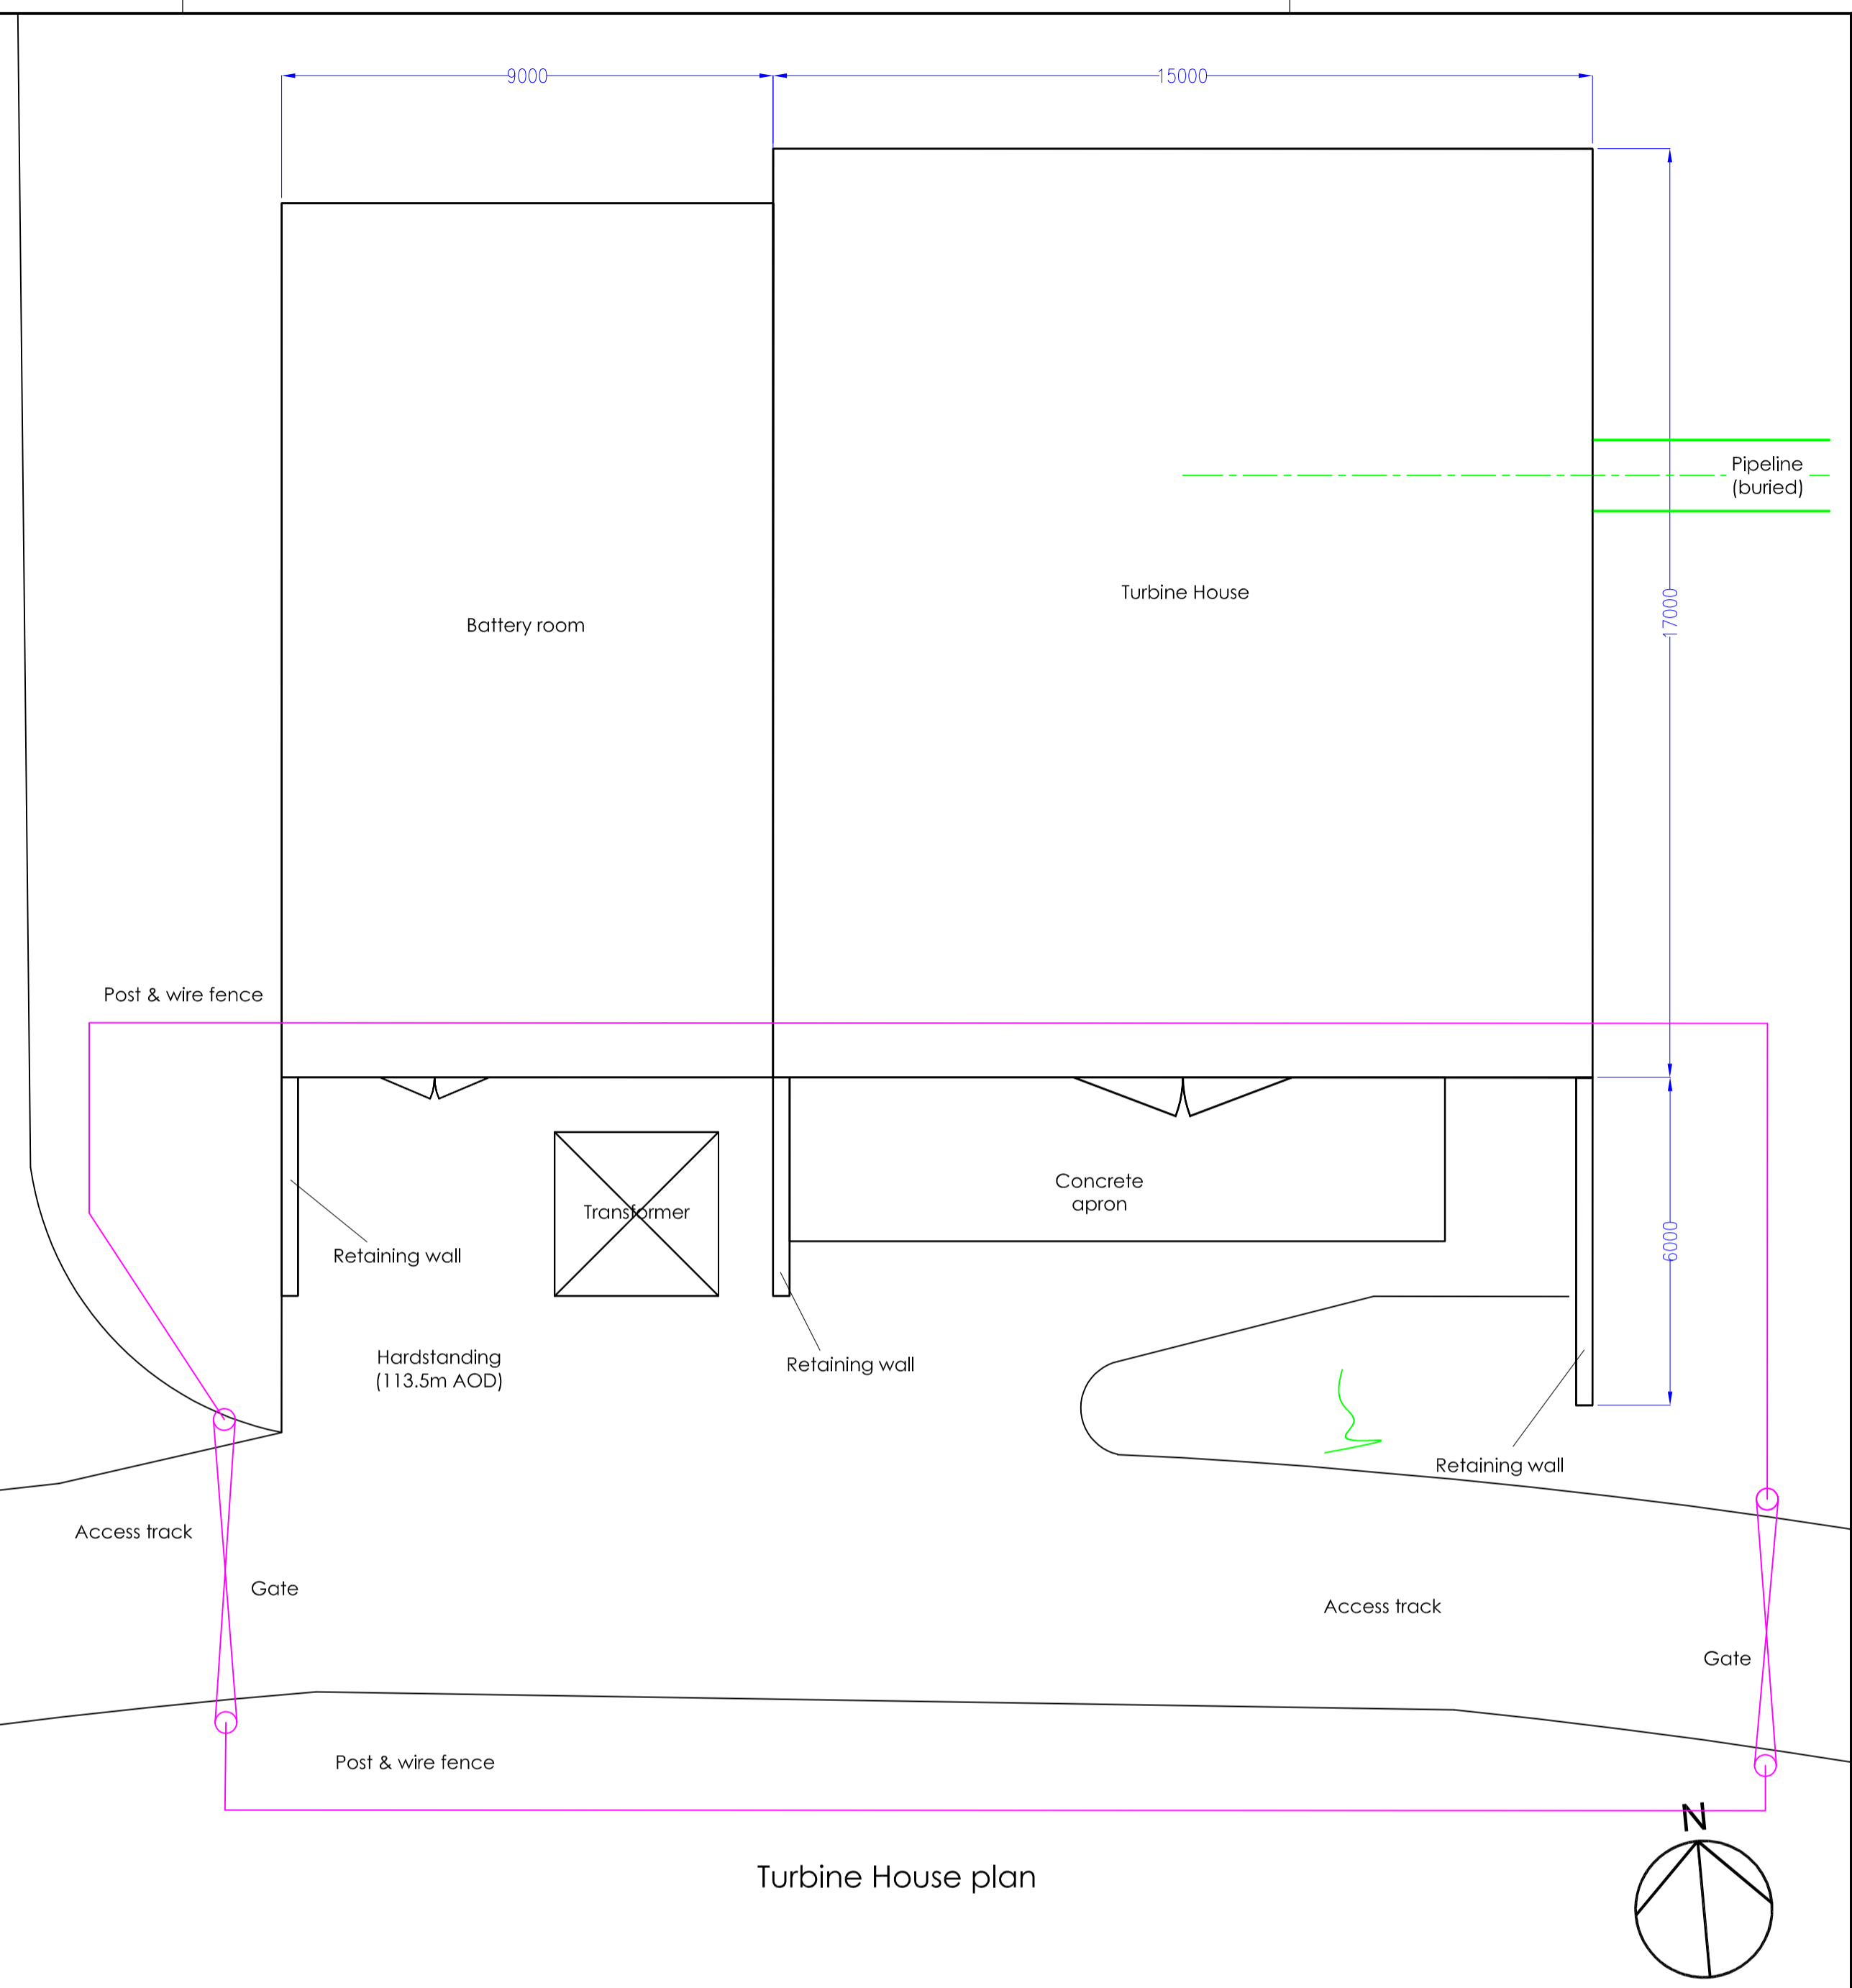 9000
15000
Pipeline
(buried)
Turbine House
17000
Battery room
Post & wire fence
Concrete
apron
Transformer
6000
Retaining wall
Hardstanding
(113.5m AOD)
Retaining wall
Retaining wall
Access track
Gate
Access track
Gate
Post & wire fence
N
Turbine House plan